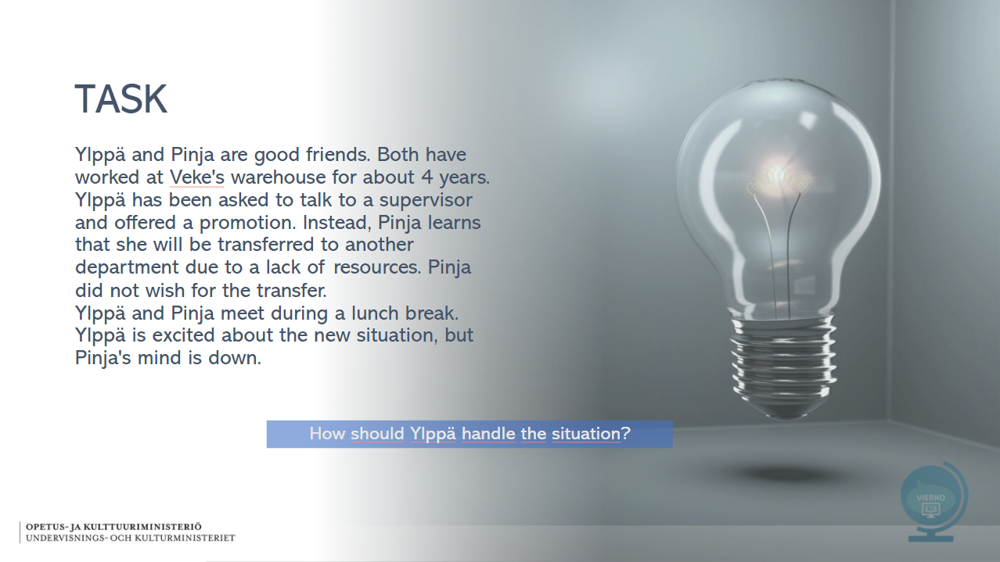 TASK
Ylppä and Pinja are good friends. Both have
worked at Veke's warehouse for about 4 years.
Ylppä has been asked to talk to a supervisor
and offered a promotion. Instead, Pinja learns
that she will be transferred to another
department due to a lack of resources. Pinja
did not wish for the transfer.
Ylppä and Pinja meet during a lunch break.
Ylppä is excited about the new situation, but
Pinja's mind is down.
How should Ylppä handle the situation?
VIERKO
OPETUS- JA KULTTUURIMINISTERIÖ
UNDERVISNINGS- OCH KULTURMINISTERIET